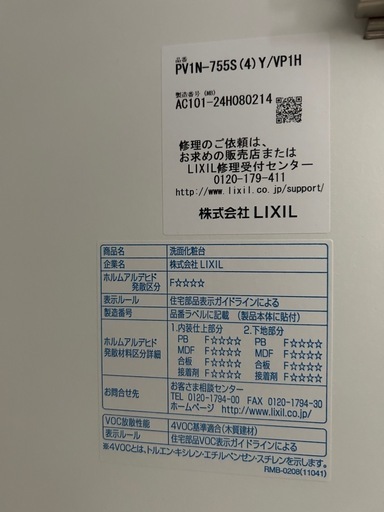 品番
PV1N-755S(4)Y/VP1H
製造番号(MB)
AC101-24H080214
修理のご依頼は、
お求めの販売店または
LIXIL修理受付センター
0120-179-411
http://www.lixil.co.jp/support/
株式会社 LIXIL
商品名 洗面化粧台
企業名 株式会社 LIXIL
ホルムアルデヒド
発散区分 F☆☆☆☆
表示ルール 住宅部品表示ガイドラインによる
製造番号 品番ラベルに記載 (製品本体に貼付)
ホルムアルデヒド
発散材料区分詳細
1.内装仕上部分 2.下地部分
PB F☆☆☆☆ PB F☆☆☆☆
MDF F☆☆☆☆ MDF F☆☆☆☆
合板 F☆☆☆☆ 合板 F☆☆☆☆
接着剤 F☆☆☆☆ 接着剤 F☆☆☆☆
お問合せ先 お客さま相談センター
TEL 0120-1794-00 FAX 0120-1794-30
ホームページ http://www.lixil.co.jp/
VOC放散性能 4VOC基準適合(木質建材)
表示ルール 住宅部品VOC表示ガイドラインによる
※4VOCとは、トルエン・キシレン・エチルベンゼン・スチレンを示します。
RMB-0208(11041)